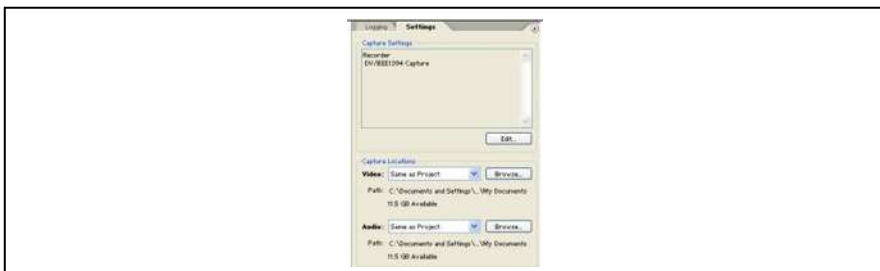 Logging Settings
Capture Settings
Recorder
DV/IEEE1394 Capture
Edit...
Capture Locations
Video: Same as Project Browse...
Path: C:\Documents and Settings\...\My Documents
11.5 GB Available
Audio: Same as Project Browse...
Path: C:\Documents and Settings\...\My Documents
11.5 GB Available